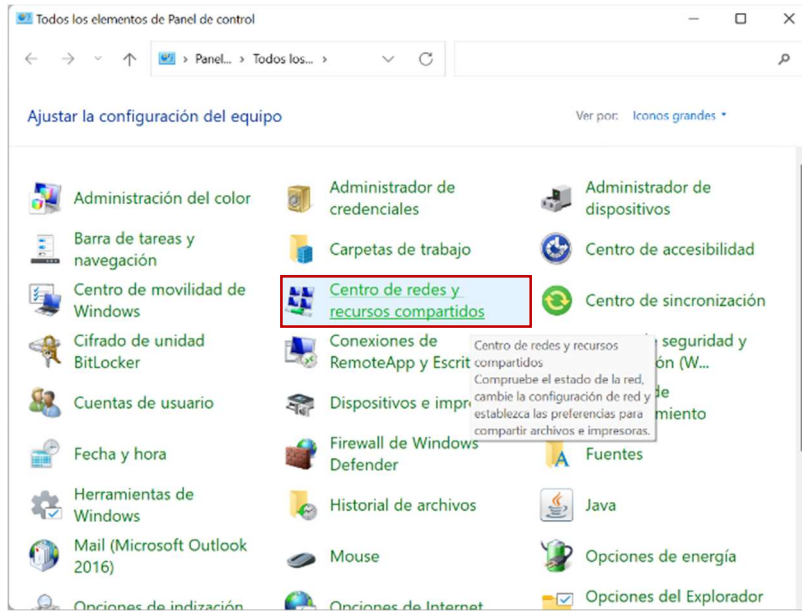 Todos los elementos de Panel de control
Panel... > Todos los... >
Ajustar la configuración del equipo
Ver por: Iconos grandes
Administración del color
Administrador de
credenciales
Administrador de
dispositivos
Barra de tareas y
navegación
Carpetas de trabajo
Centro de accesibilidad
Centro de movilidad de
Windows
Centro de redes y
recursos compartidos
Centro de sincronización
Cifrado de unidad
BitLocker
Conexiones de
RemoteApp y Escrit
Centro de redes y recursos
compartidos
Compruebe el estado de la red,
cambie la configuración de red y
establezca las preferencias para
compartir archivos e impresoras.
seguridad y
ón (W...
Cuentas de usuario
Dispositivos e impre
de
miento
Fecha y hora
Firewall de Windows
Defender
Fuentes
Herramientas de
Windows
Historial de archivos
Java
Mail (Microsoft Outlook
2016)
Mouse
Opciones de energía
Opciones de indización
Opciones de Internet
Opciones del Explorador